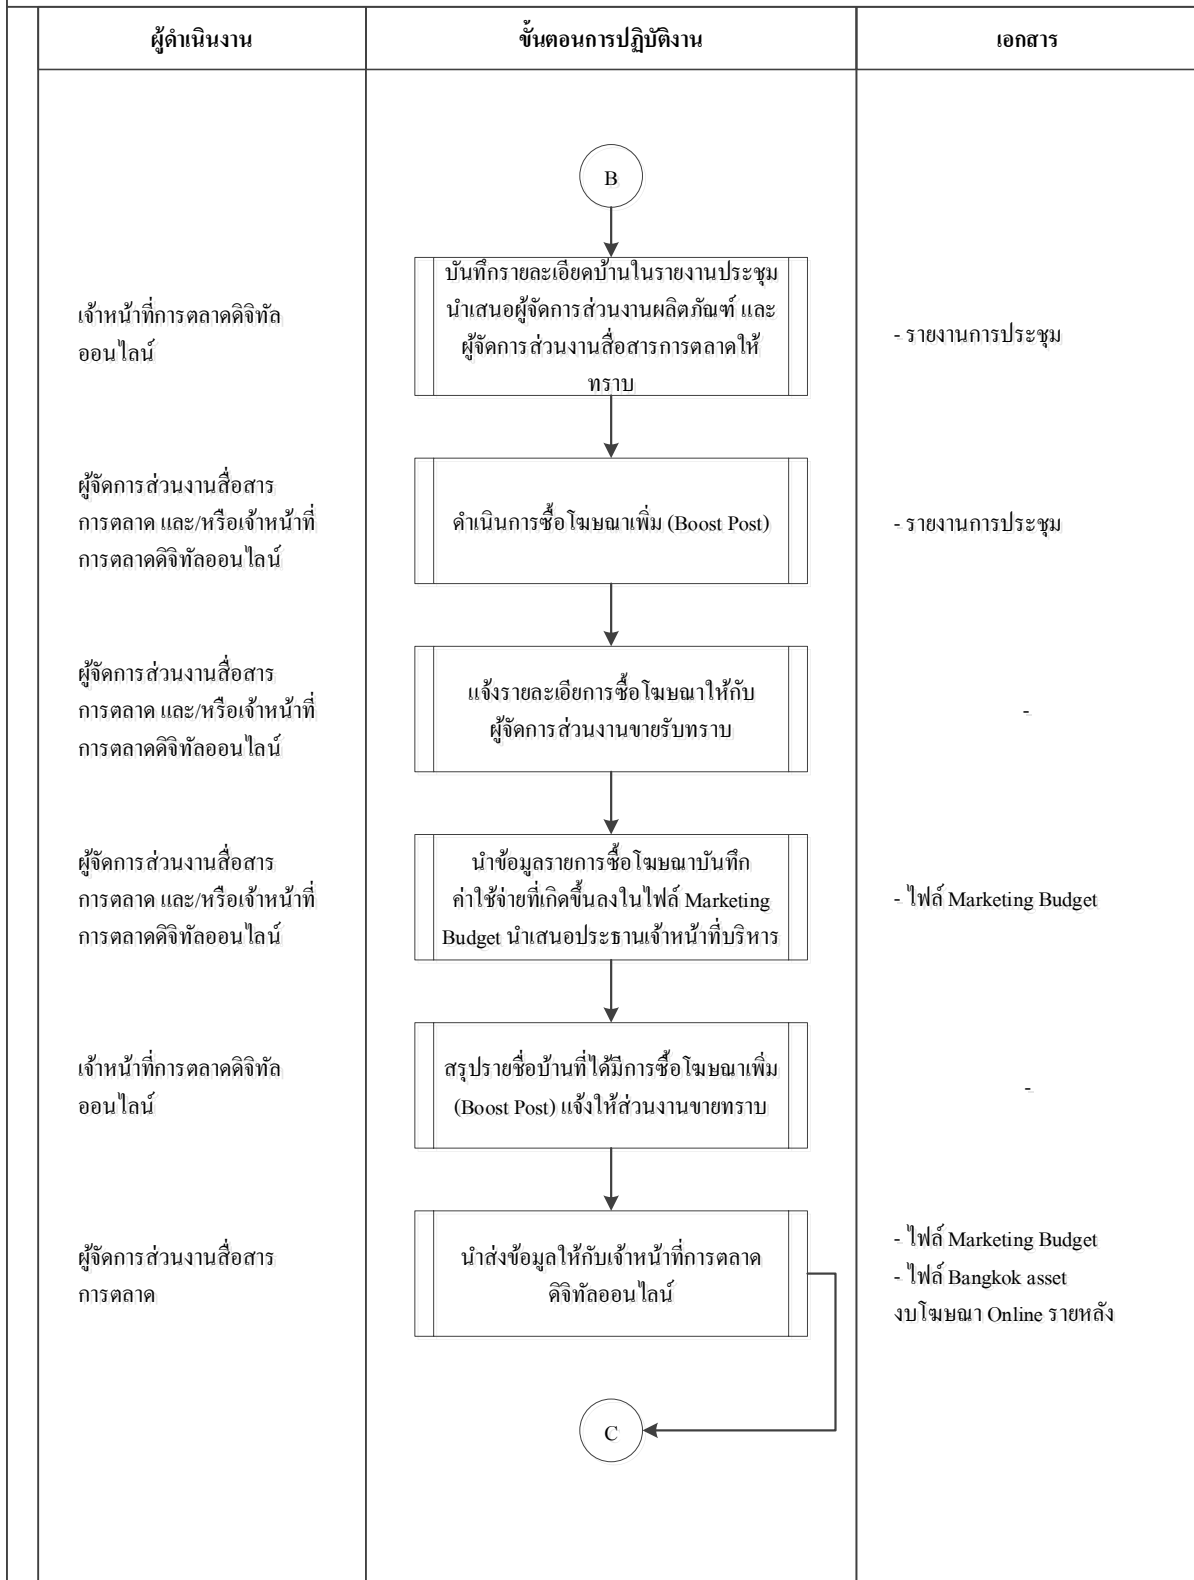 ผู้ดำเนินงาน
ขั้นตอนการปฏิบัติงาน
เอกสาร
B
เจ้าหน้าที่การตลาดดิจิทัล
ออนไลน์
บันทึกรายละเอียดบ้านในรายงานประชุม
นำเสนอผู้จัดการส่วนงานผลิตภัณฑ์ และ
ผู้จัดการส่วนงานสื่อสารการตลาดให้
ทราบ
- รายงานการประชุม
ผู้จัดการส่วนงานสื่อสาร
การตลาด และ/หรือเจ้าหน้าที่
การตลาดดิจิทัลออนไลน์
ดำเนินการซื้อโฆษณาเพิ่ม (Boost Post)
- รายงานการประชุม
ผู้จัดการส่วนงานสื่อสาร
การตลาด และ/หรือเจ้าหน้าที่
การตลาดดิจิทัลออนไลน์
แจ้งรายละเอียการซื้อโฆษณาให้กับ
ผู้จัดการส่วนงานขายรับทราบ
-
ผู้จัดการส่วนงานสื่อสาร
การตลาด และ/หรือเจ้าหน้าที่
การตลาดดิจิทัลออนไลน์
นำข้อมูลรายการซื้อโฆษณาบันทึก
ค่าใช้จ่ายที่เกิดขึ้นลงในไฟล์ Marketing
Budget นำเสนอประธานเจ้าหน้าที่บริหาร
- ไฟล์ Marketing Budget
เจ้าหน้าที่การตลาดดิจิทัล
ออนไลน์
สรุปรายชื่อบ้านที่ได้มีการซื้อโฆษณาเพิ่ม
(Boost Post) แจ้งให้ส่วนงานขายทราบ
-
ผู้จัดการส่วนงานสื่อสาร
การตลาด
นำส่งข้อมูลให้กับเจ้าหน้าที่การตลาด
ดิจิทัลออนไลน์
- ไฟล์ Marketing Budget
- ไฟล์ Bangkok asset
งบโฆษณา Online รายหลัง
C